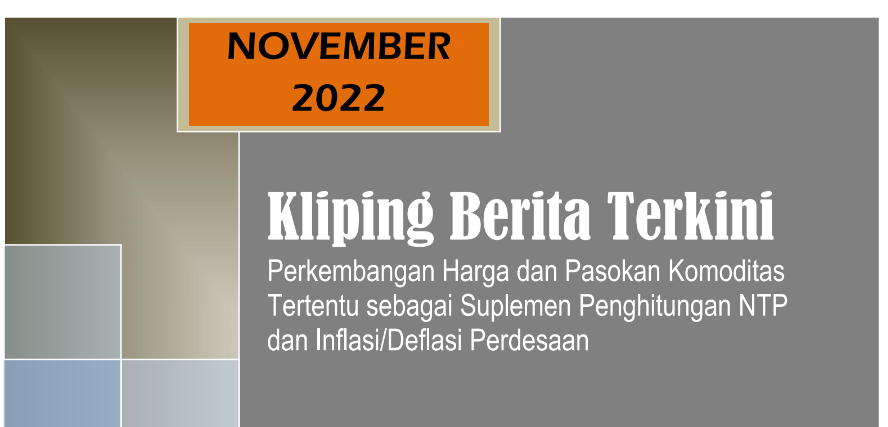 NOVEMBER
2022
Kliping Berita Terkini
Perkembangan Harga dan Pasokan Komoditas
Tertentu sebagai Suplemen Penghitungan NTP
dan Inflasi/Deflasi Perdesaan